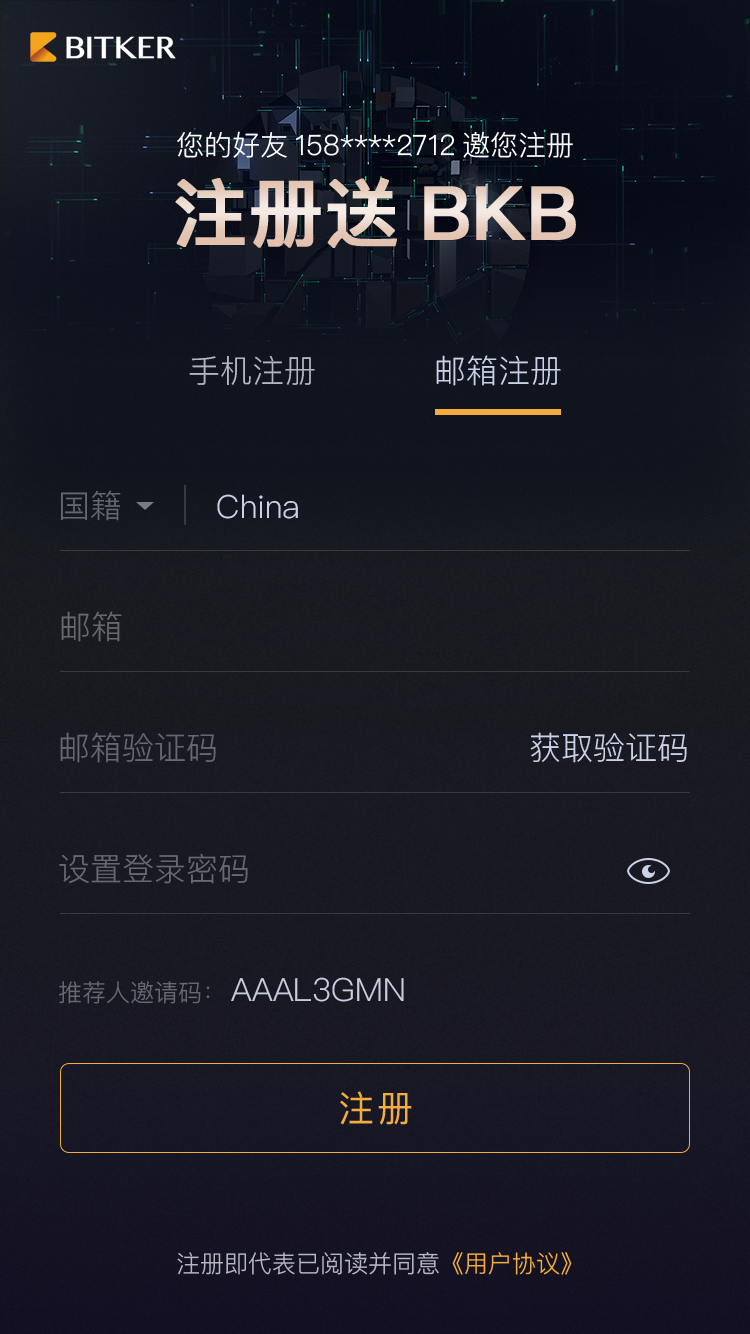 BITKER
您的好友 158****2712 邀您注册
注册送 BKB
手机注册 邮箱注册
国籍 China
邮箱
邮箱验证码 获取验证码
设置登录密码
推荐人邀请码： AAAL3GMN
注册
注册即代表已阅读并同意《用户协议》